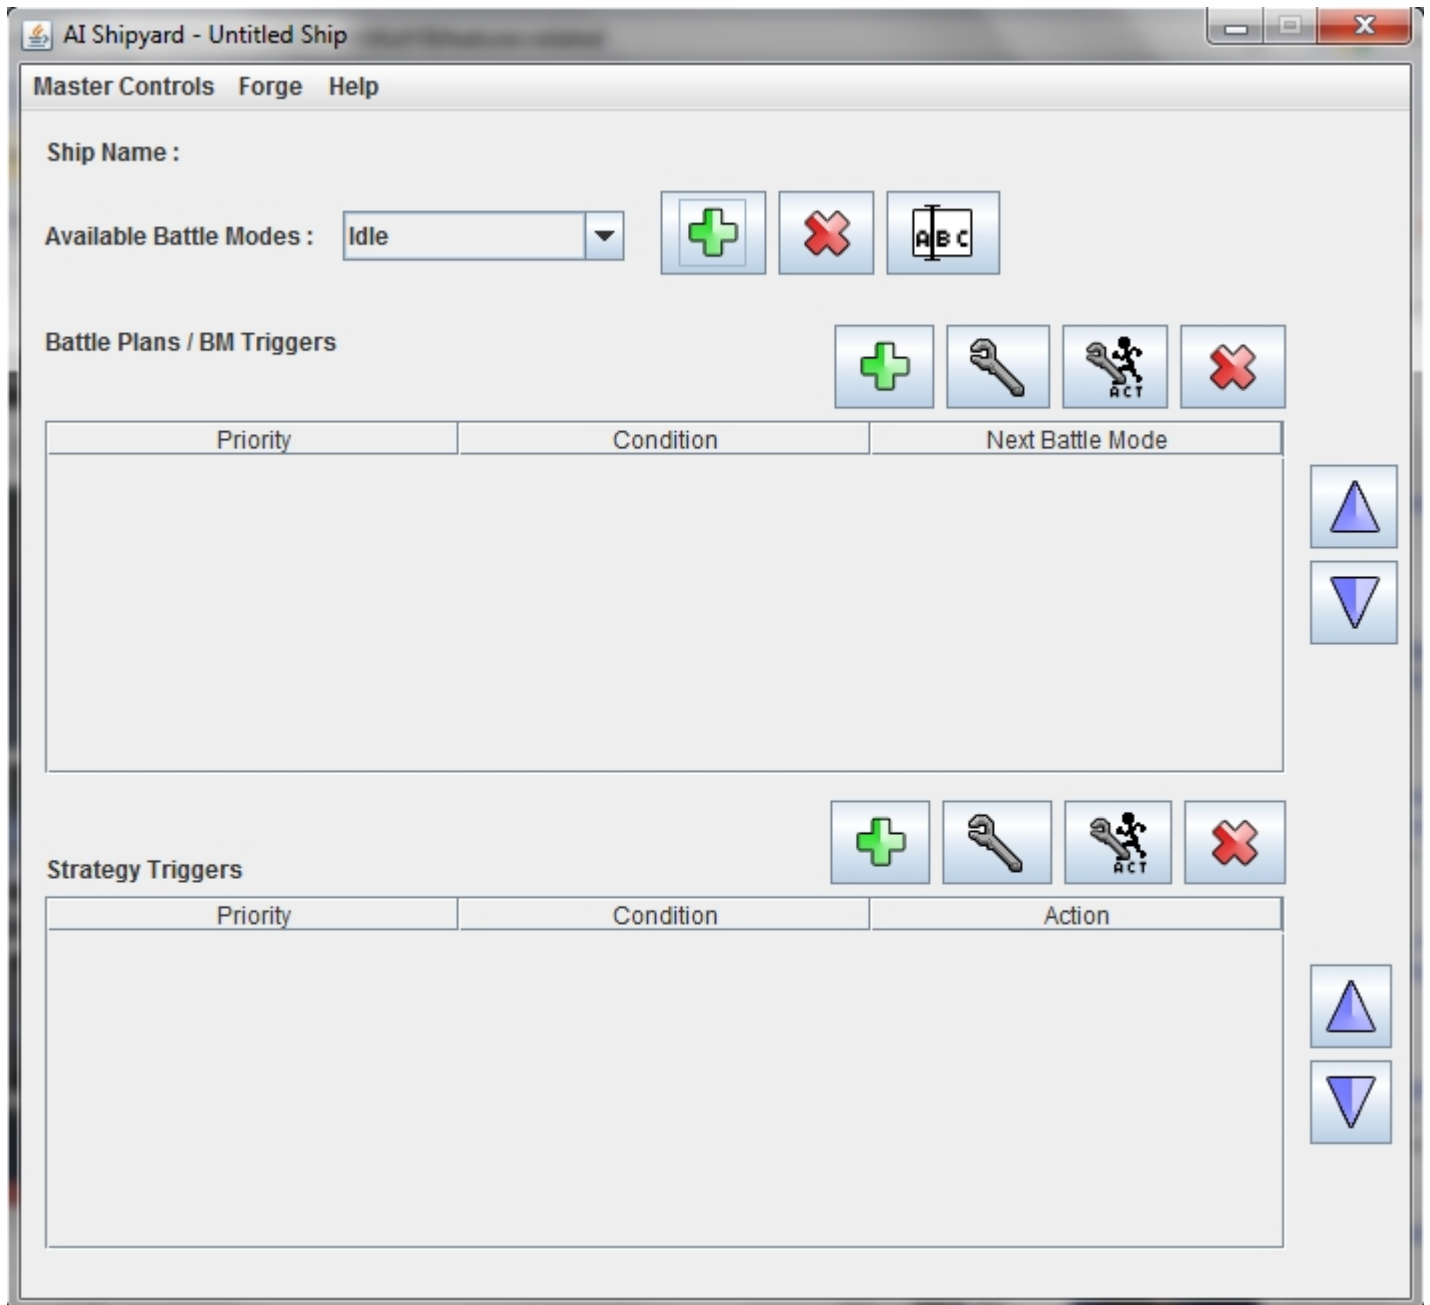 AI Shipyard - Untitled Ship
Master Controls Forge Help
Ship Name :
Available Battle Modes : Idle
ABC
Battle Plans / BM Triggers
ACT
Priority Condition Next Battle Mode
ACT
Strategy Triggers
Priority Condition Action